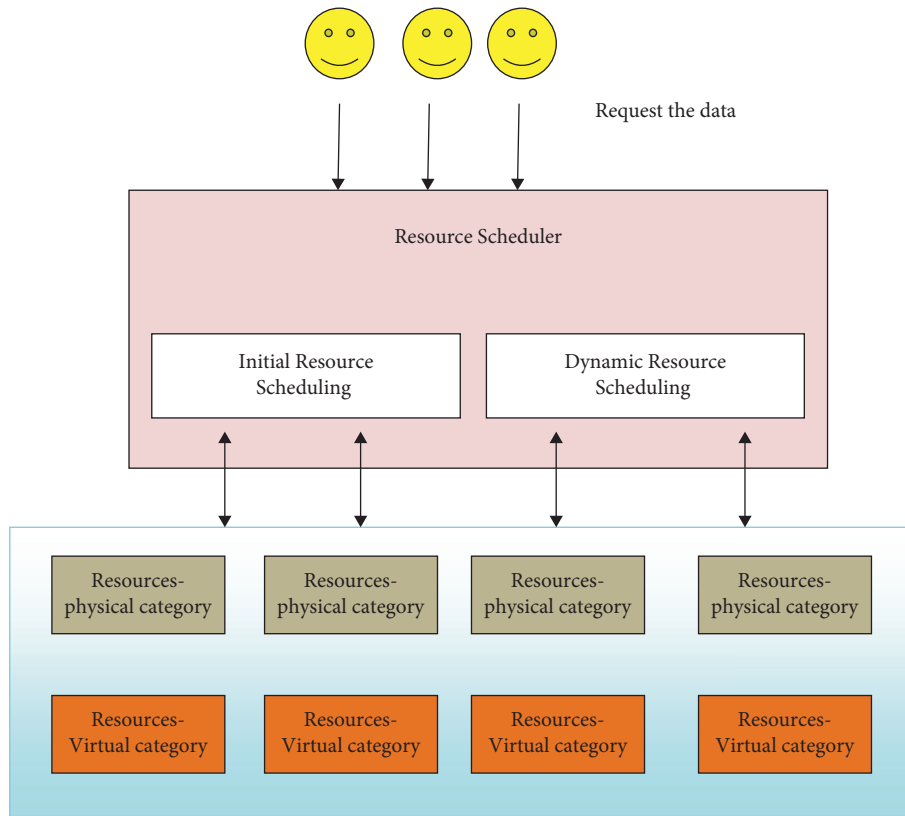 Request the data
Resource Scheduler
Initial Resource
Scheduling
Dynamic Resource
Scheduling
Resources-
physical category
Resources-
physical category
Resources-
physical category
Resources-
physical category
Resources-
Virtual category
Resources-
Virtual category
Resources-
Virtual category
Resources-
Virtual category